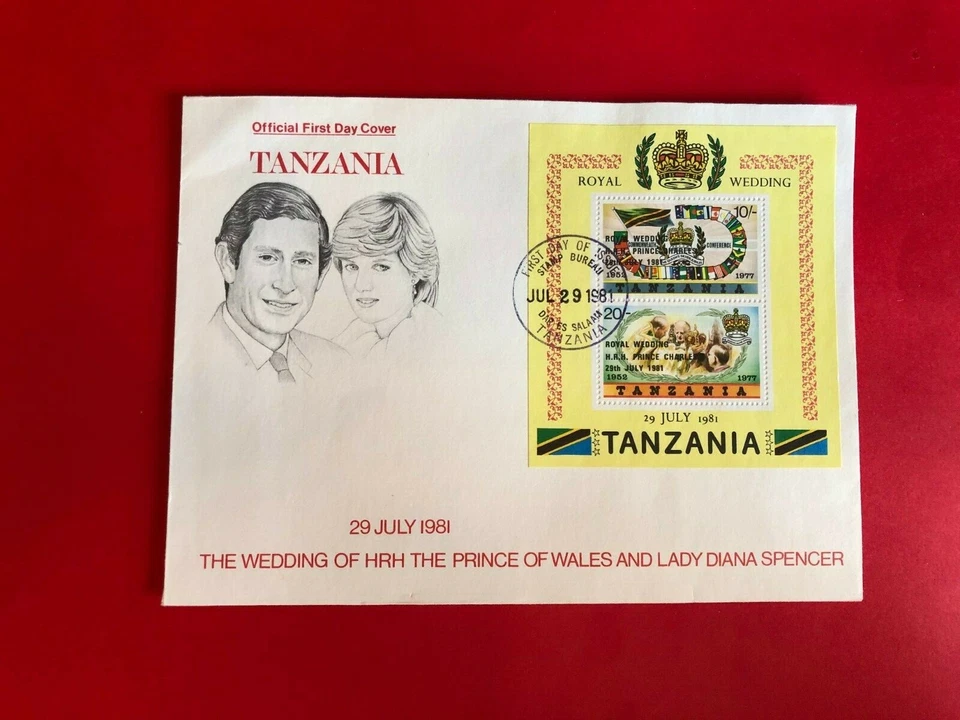 Official First Day Cover
TANZANIA
ROYAL WEDDING
10/-
ROYAL WEDDING
COMMONWEALTH CONFERENCE
H.R.H. PRINCE CHARLES
29th JULY 1981
1952 1977
TANZANIA
FIRST DAY OF ISSUE
STAMP BUREAU
JUL 29 1981
DAR ES SALAAM
TANZANIA
20/-
ROYAL WEDDING
H.R.H. PRINCE CHARLES
29th JULY 1981
1952 1977
TANZANIA
29 JULY 1981
TANZANIA
29 JULY 1981
THE WEDDING OF HRH THE PRINCE OF WALES AND LADY DIANA SPENCER